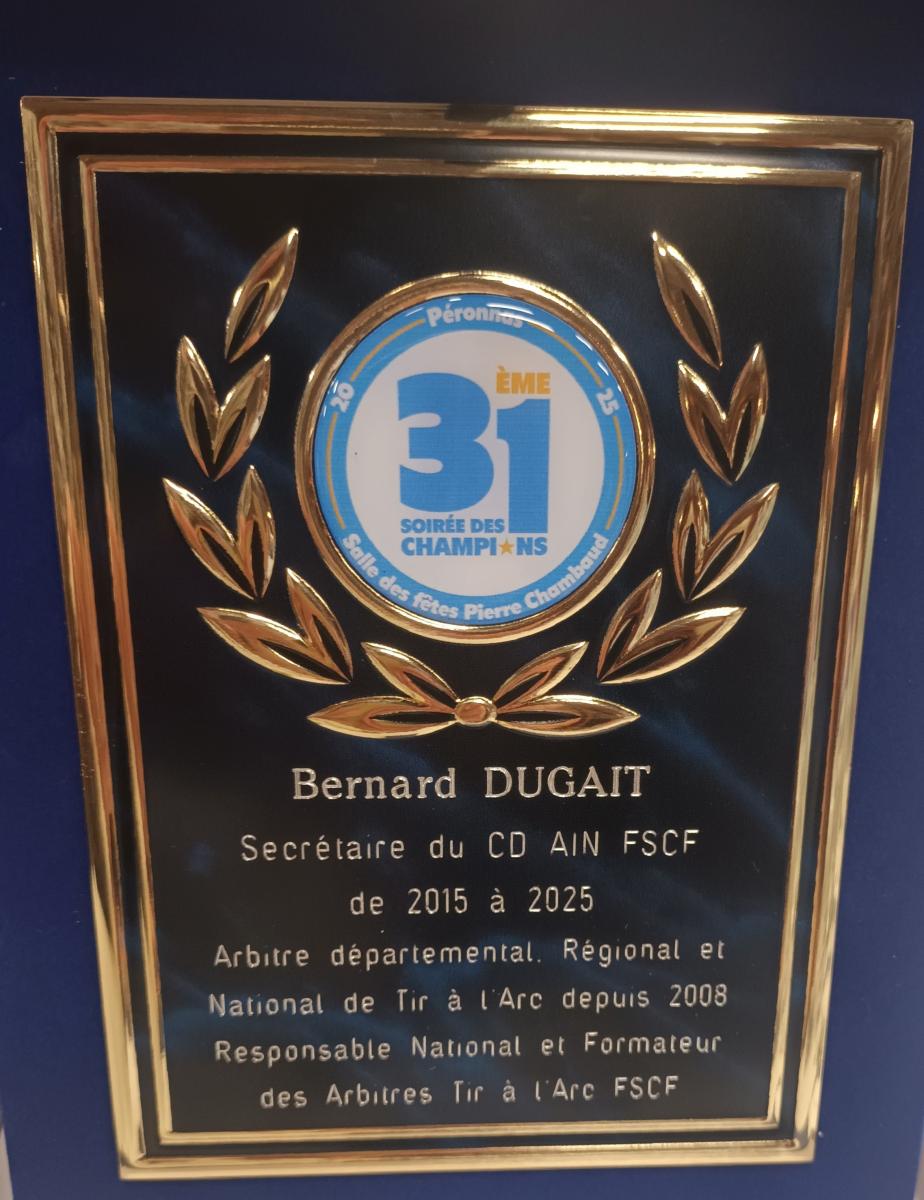 Péronnas
20 25
31 ÈME
SOIRÉE DES
CHAMPI★NS
Salle des fêtes Pierre Chambaud
Bernard DUGAIT
Secrétaire du CD AIN FSCF
de 2015 à 2025
Arbitre départemental, Régional et
National de Tir à l'Arc depuis 2008
Responsable National et Formateur
des Arbitres Tir à l'Arc FSCF